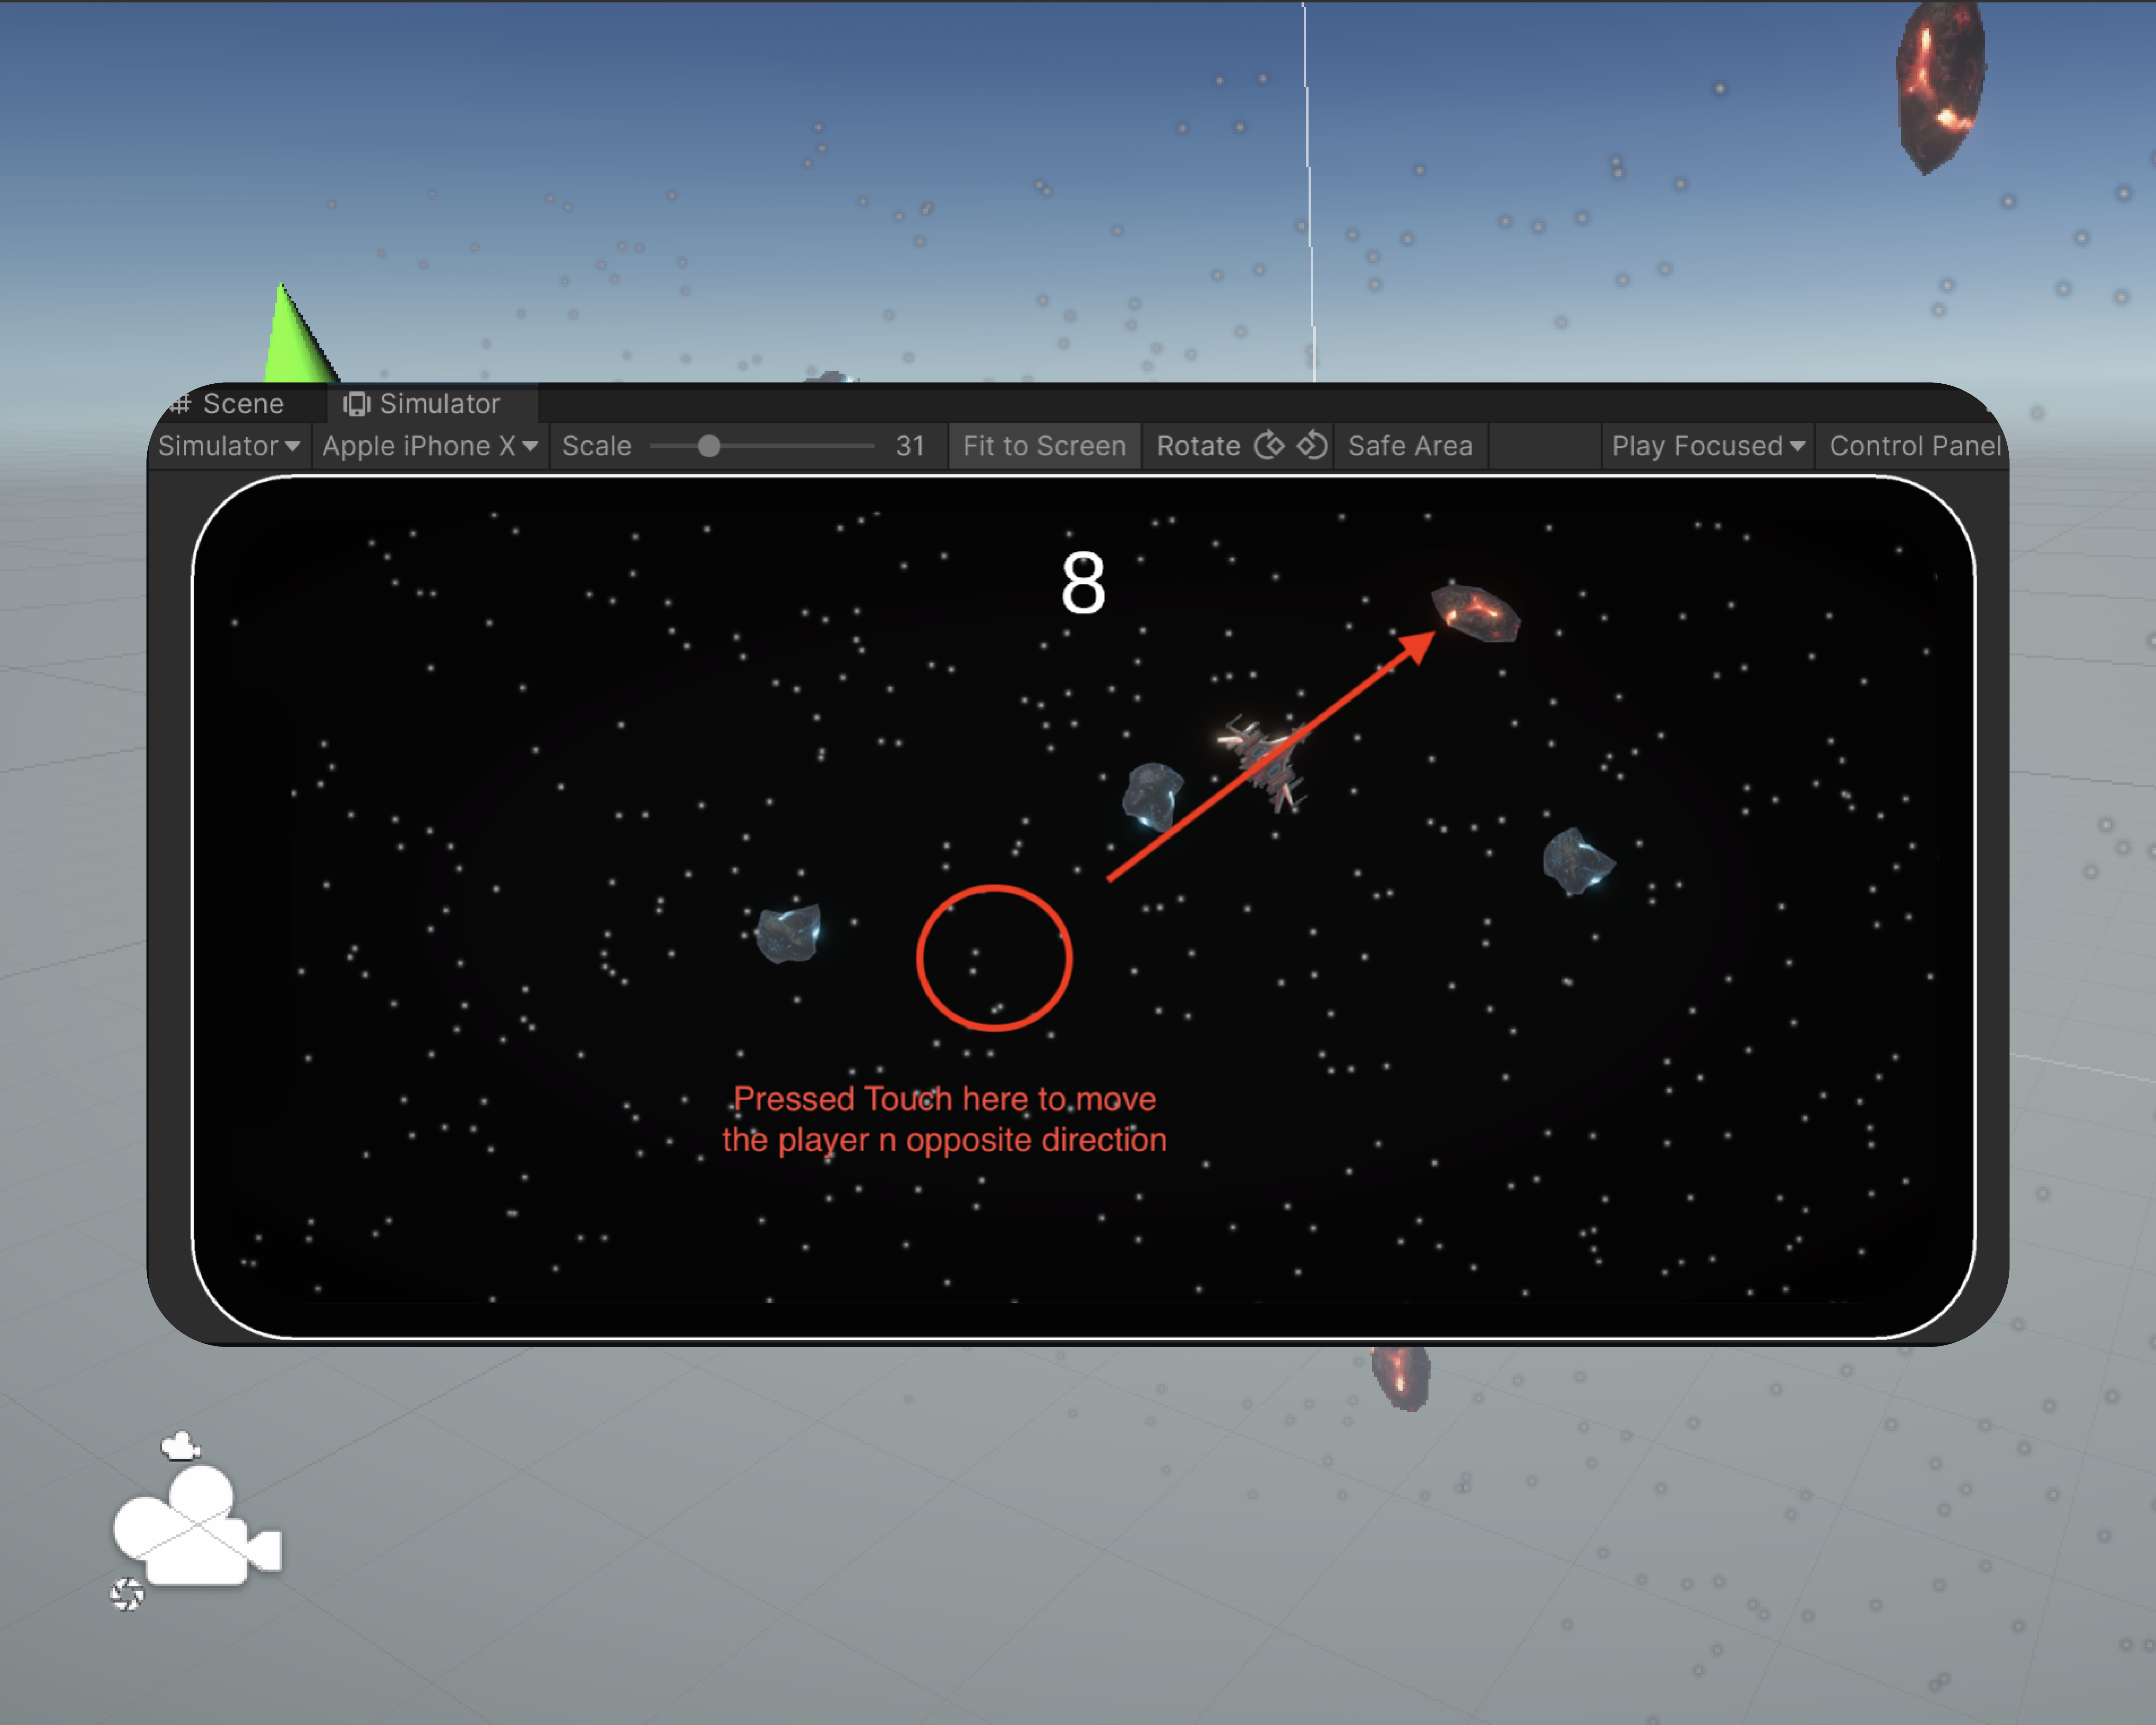 Scene
Simulator
Simulator Apple iPhone X Scale 31 Fit to Screen Rotate Safe Area Play Focused Control Panel
8
Pressed Touch here to move
the player n opposite direction